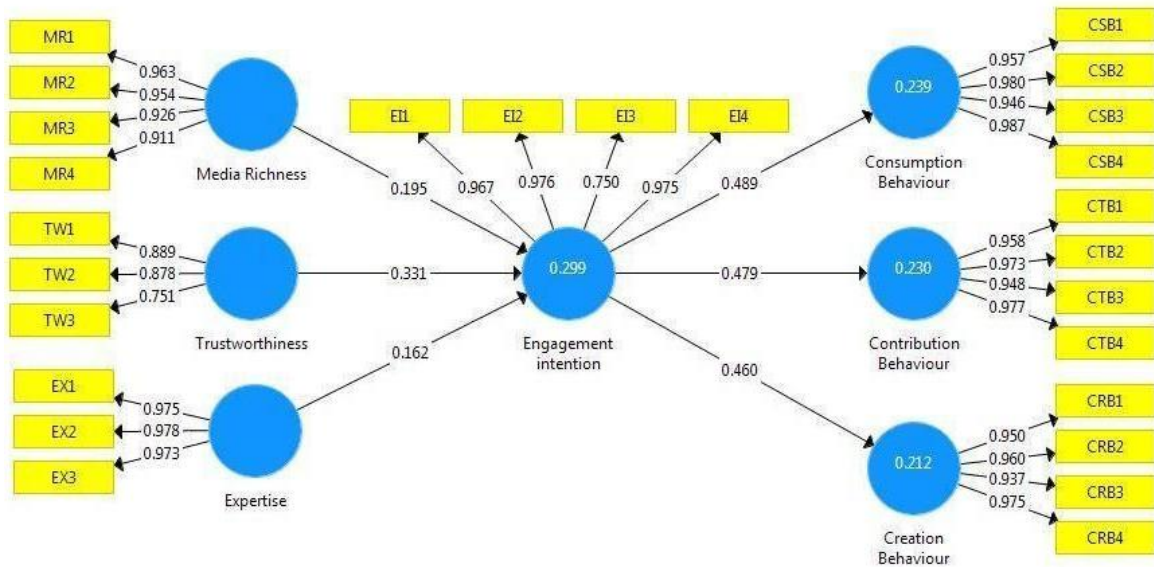 MR1
MR2
MR3
MR4
0.963
0.954
0.926
0.911
Media Richness
TW1
TW2
TW3
0.889
0.878
0.751
Trustworthiness
EX1
EX2
EX3
0.975
0.978
0.973
Expertise
0.195
0.331
0.162
EI1
EI2
EI3
EI4
0.967
0.976
0.750
0.975
0.299
Engagement
intention
0.489
0.479
0.460
0.239
Consumption
Behaviour
0.957
0.980
0.946
0.987
CSB1
CSB2
CSB3
CSB4
0.230
Contribution
Behaviour
0.958
0.973
0.948
0.977
CTB1
CTB2
CTB3
CTB4
0.212
Creation
Behaviour
0.950
0.960
0.937
0.975
CRB1
CRB2
CRB3
CRB4